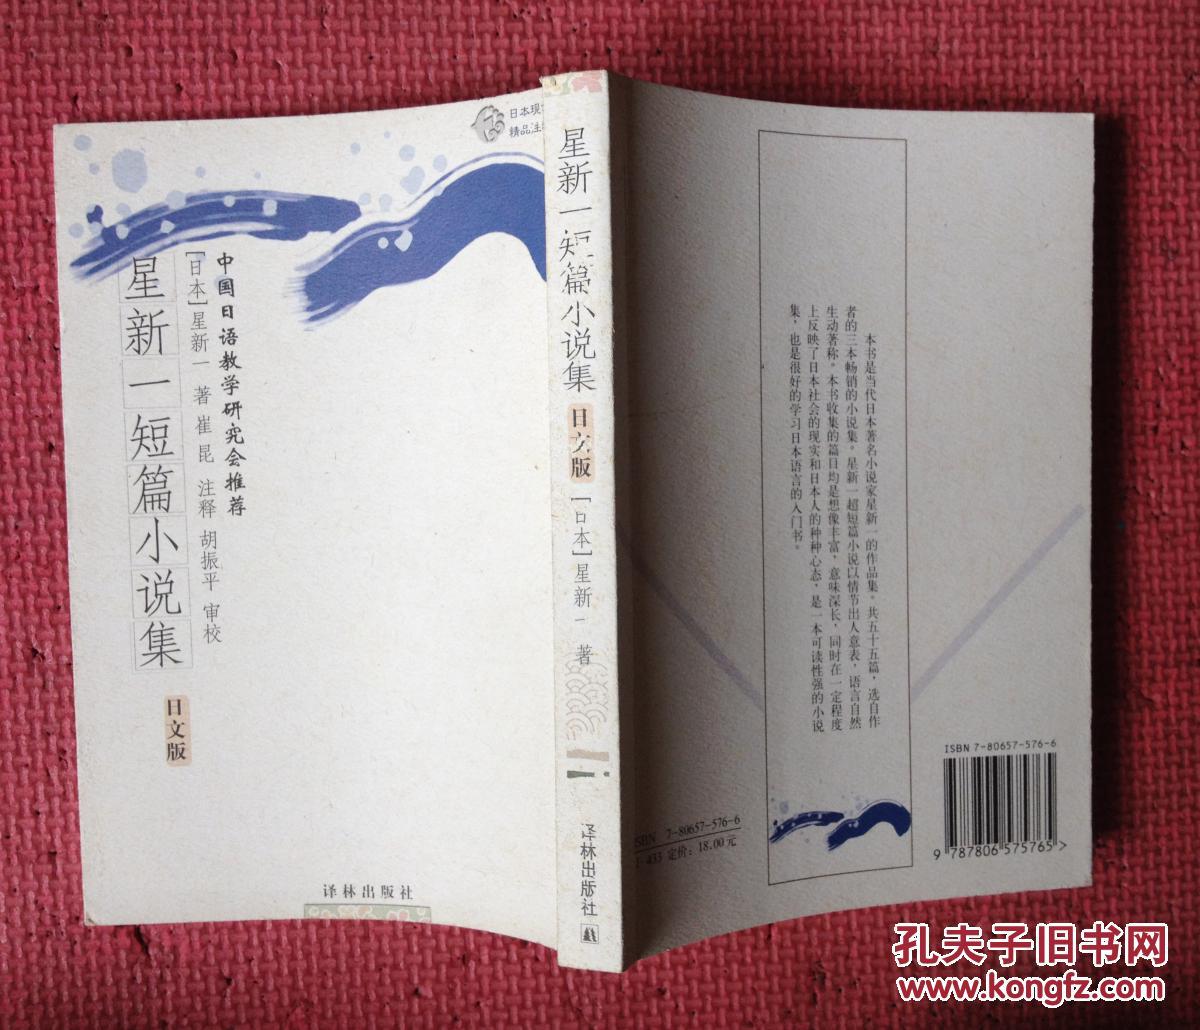 日本现
精品注
中国日语教学研究会推荐
[日本]星新一 著 崔昆 注释 胡振平 审校
星新一短篇小说集
日文版
译林出版社
星新一短篇小说集
日文版
[日本]星新一 著
译林出版社
本书是当代日本著名小说家星新一的作品集。共五十五篇，选自作
者的三本畅销的小说集。星新一超短篇小说以情节出人意表，语言自然
生动著称。本书收集的篇目均是想像丰富，意味深长，同时在一定程度
上反映了日本社会的现实和日本人的种种心态，是一本可读性强的小说
集，也是很好的学习日本语言的入门书。
ISBN 7-80657-576-6
9 787806 575765 >
ISBN 7-80657-576-6
433 定价：18.00元
孔夫子旧书网
www.kongfz.com